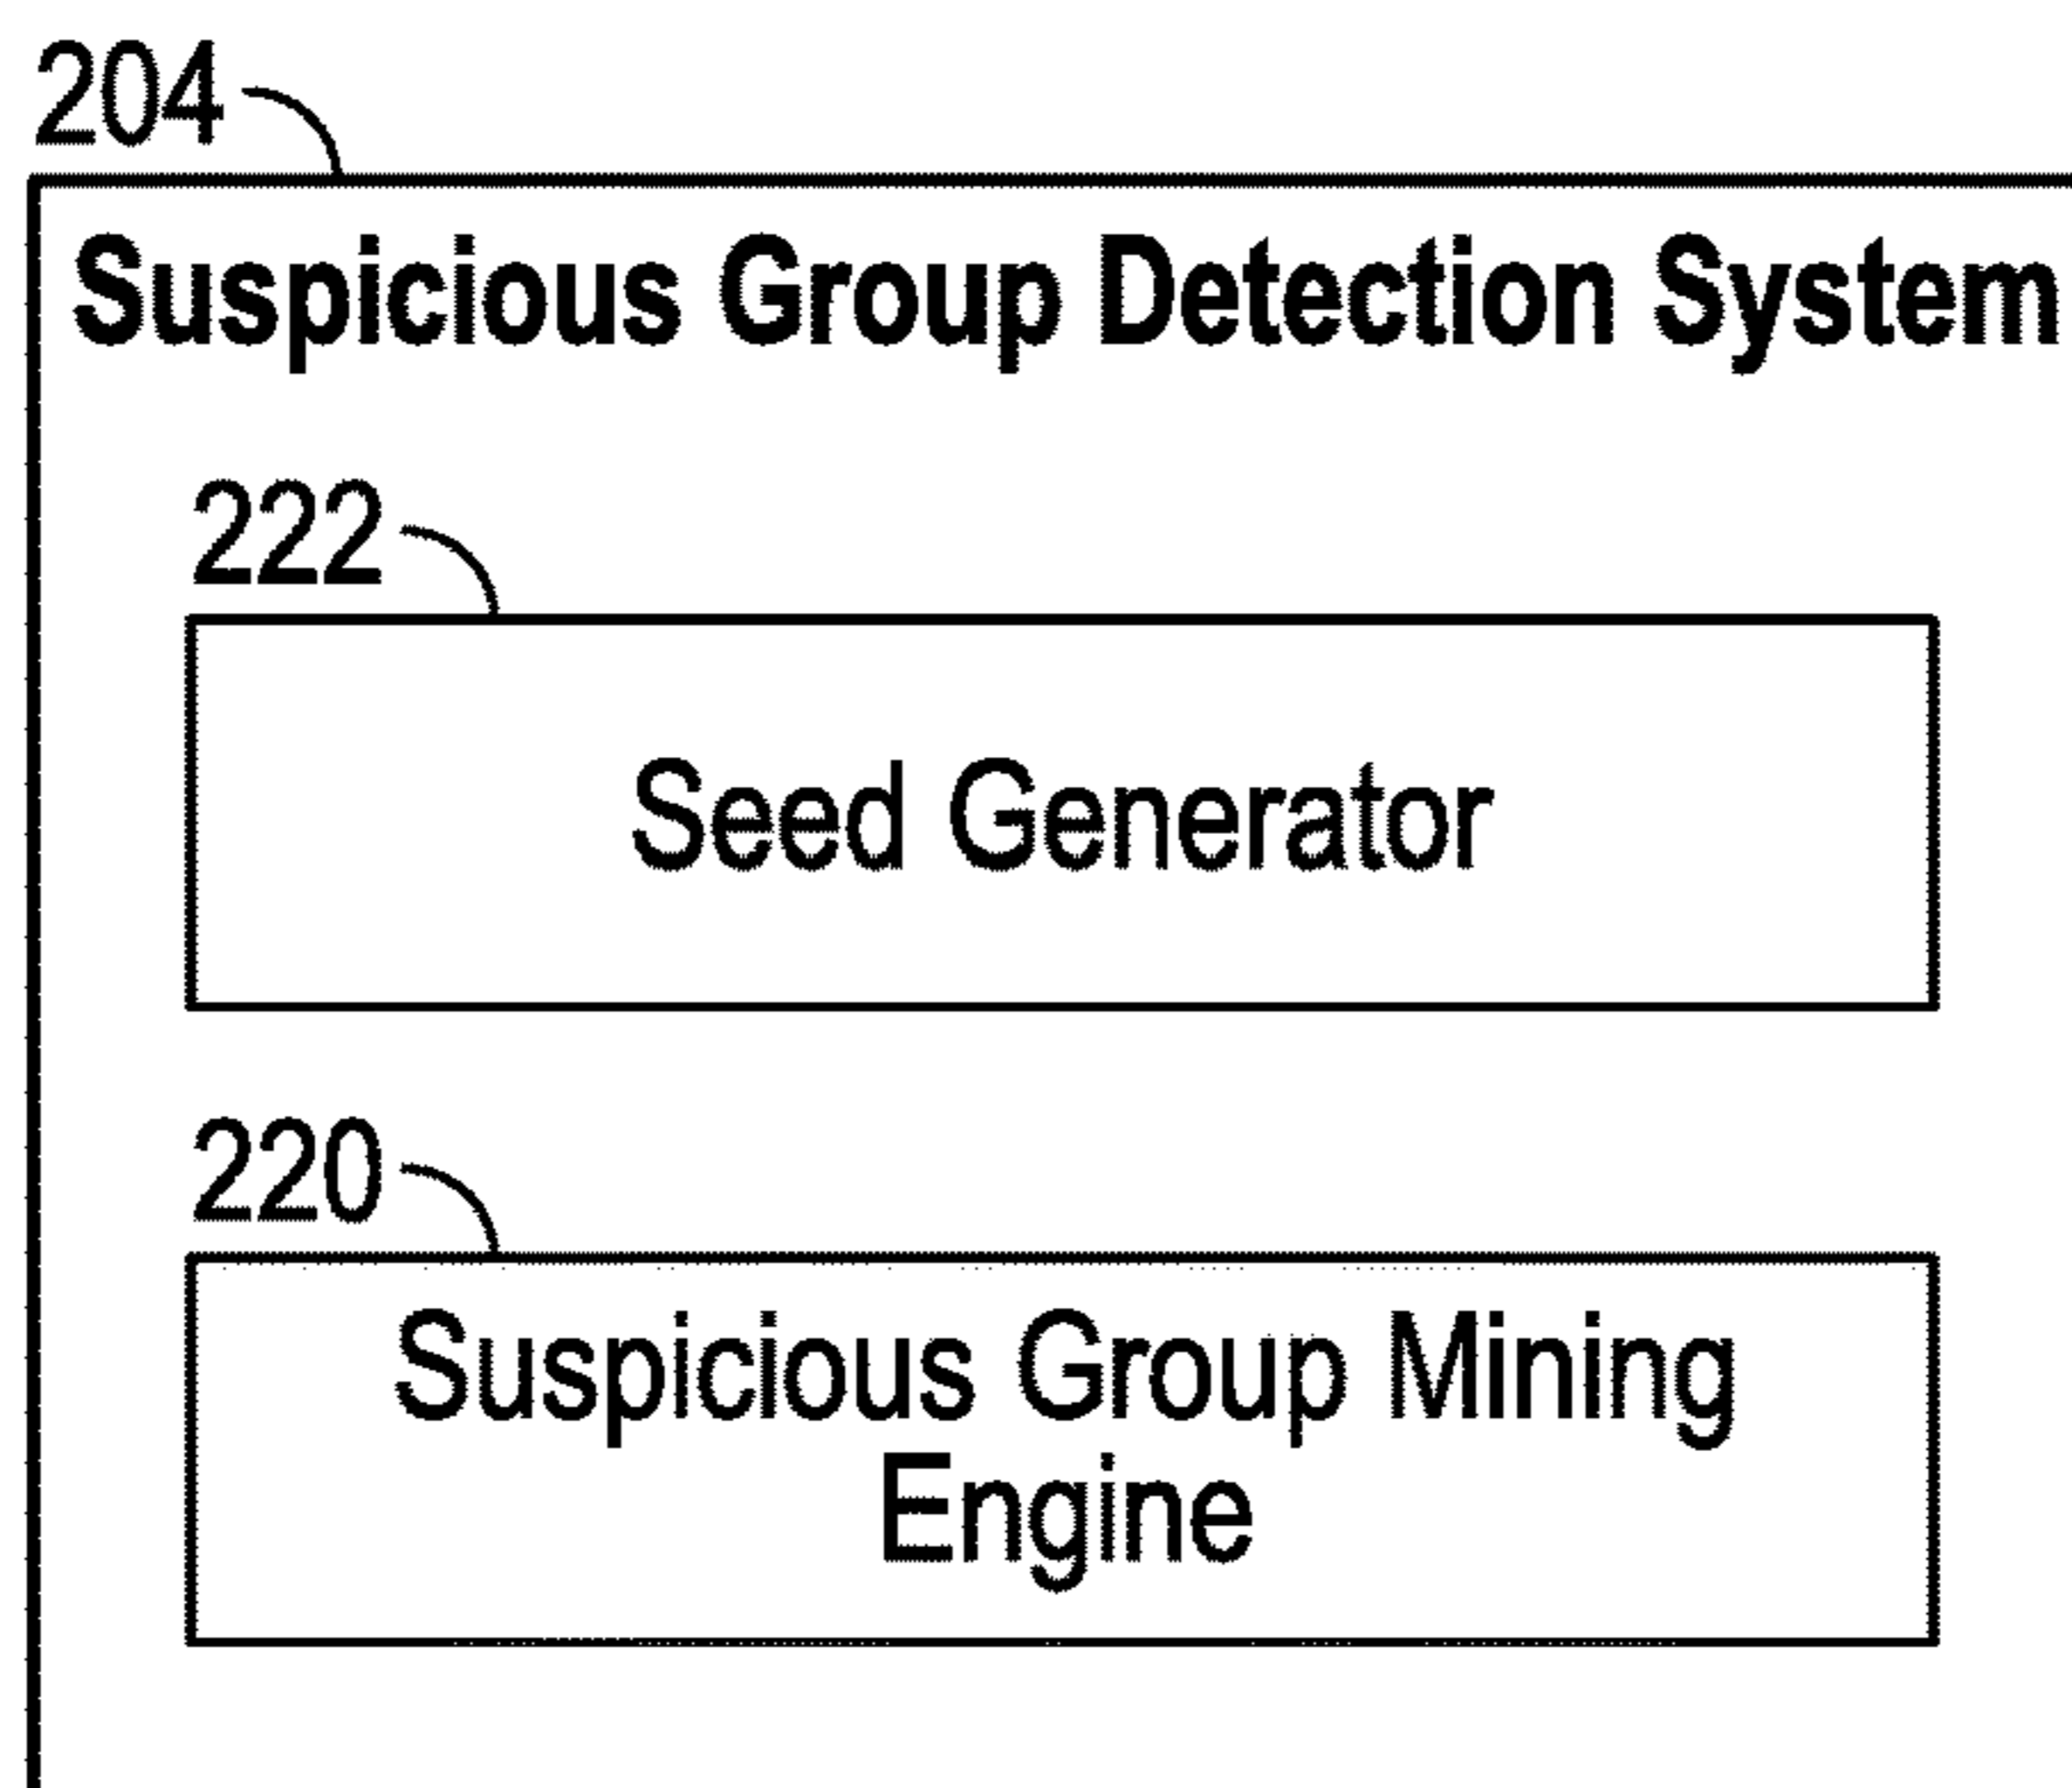 204
Suspicious Group Detection System
222
Seed Generator
220
Suspicious Group Mining
Engine